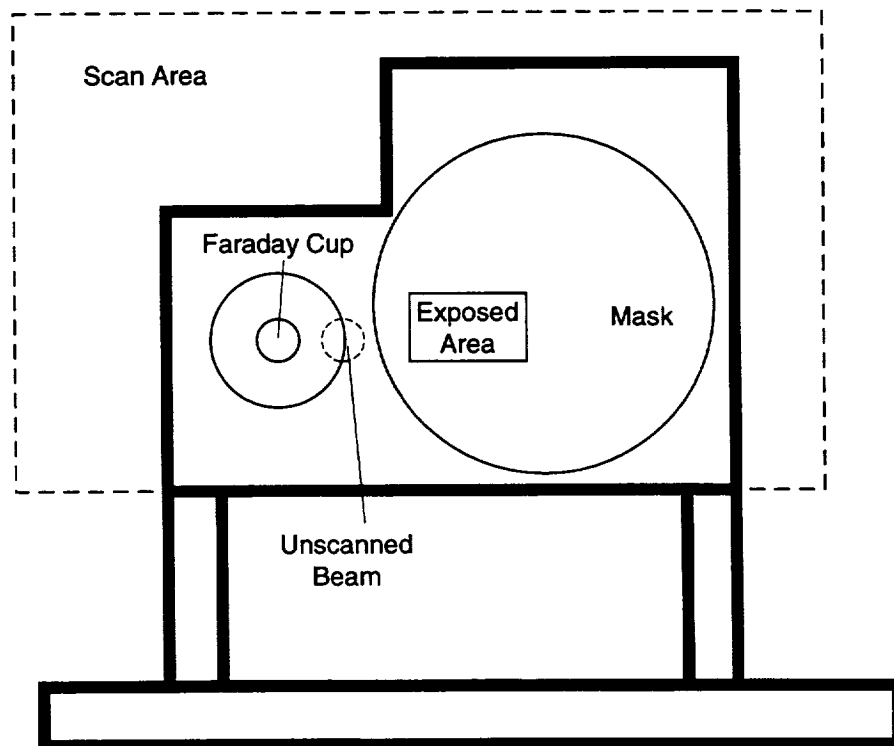 Scan Area
Faraday Cup
Exposed
Area
Mask
Unscanned
Beam